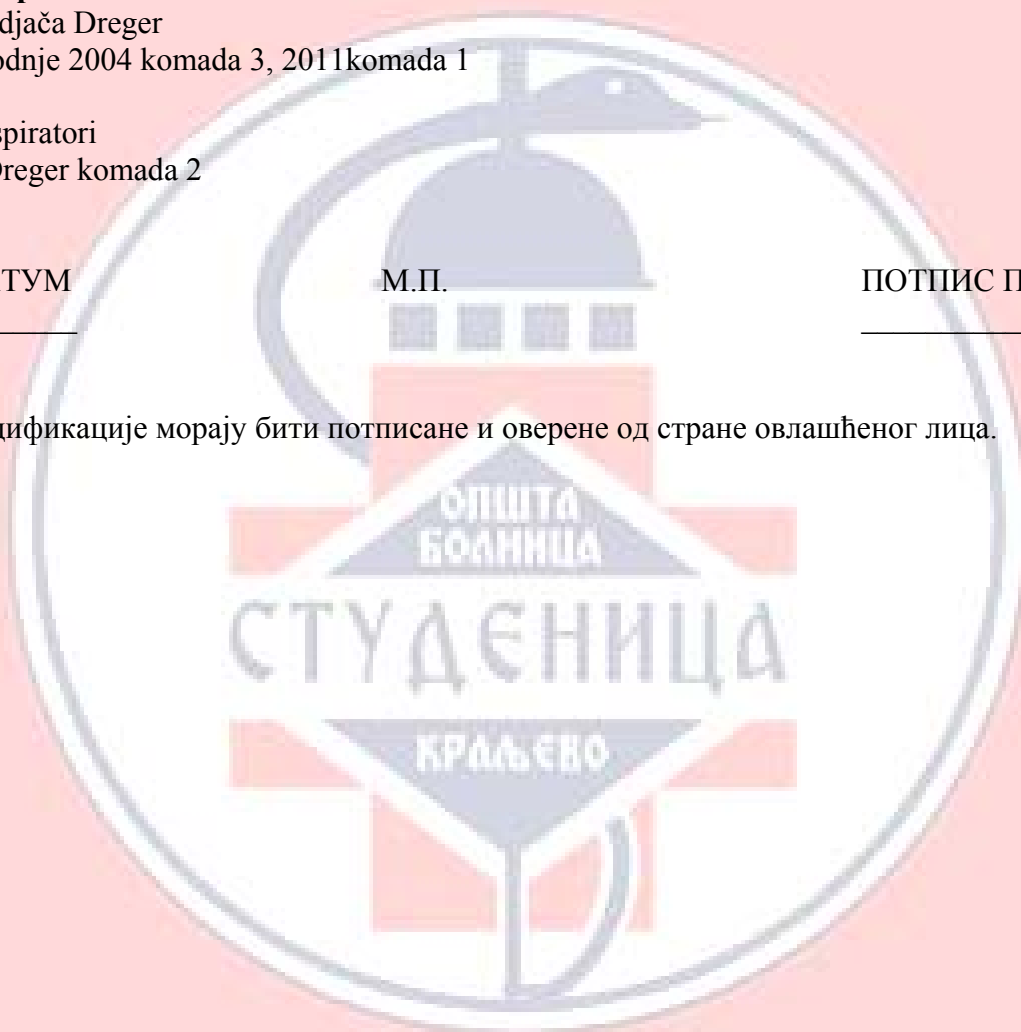 djača Dreger
odnje 2004 komada 3, 2011komada 1
spiratori
Dreger komada 2
ТУМ М.П. ПОТПИС П
цификације морају бити потписане и оверене од стране овлашћеног лица.
ОПШТА
БОЛНИЦА
СТУДЕНИЦА
КРАЉЕВО